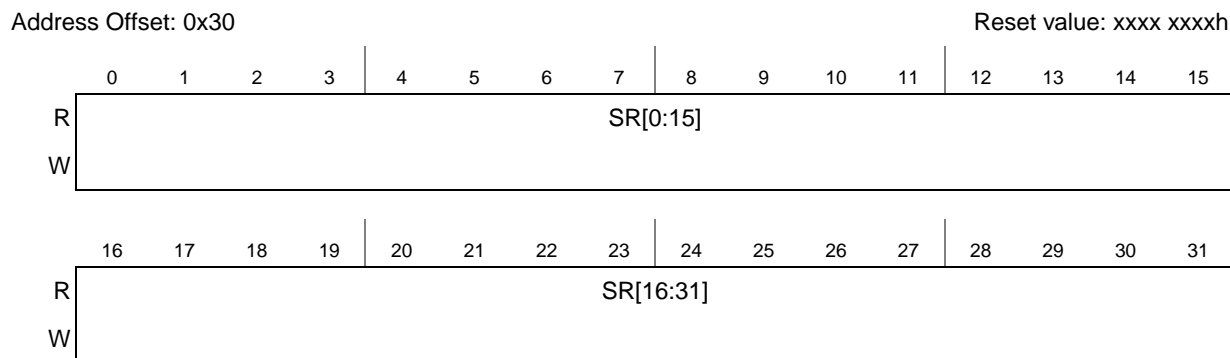 Address Offset: 0x30 Reset value: xxxx xxxxh
0 1 2 3 4 5 6 7 8 9 10 11 12 13 14 15
R SR[0:15]
W
16 17 18 19 20 21 22 23 24 25 26 27 28 29 30 31
R SR[16:31]
W